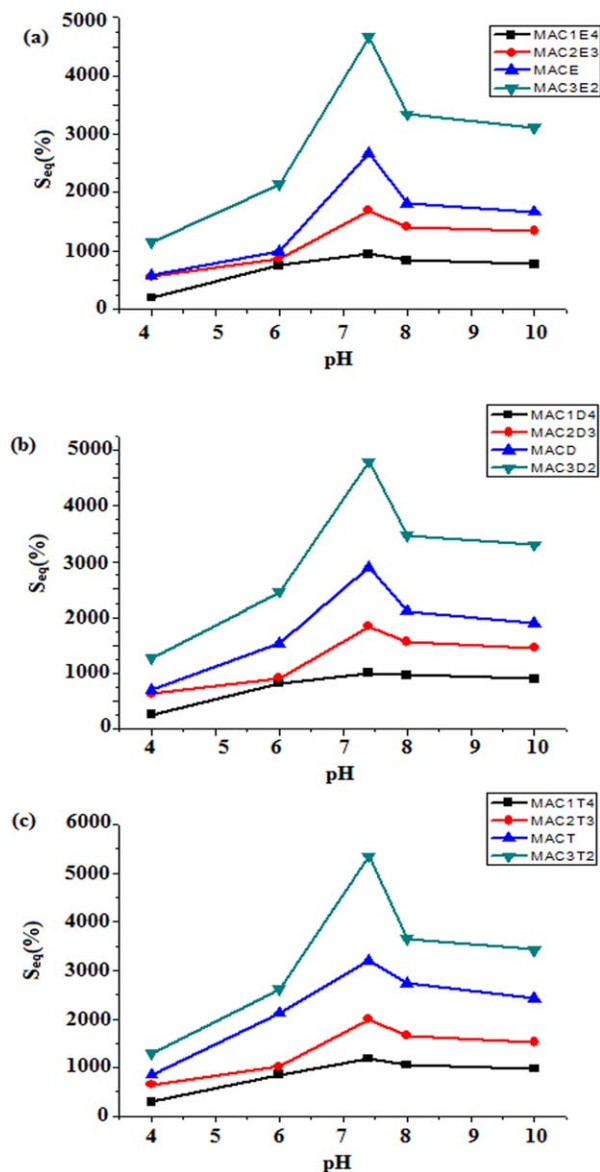 (a)
5000
4000
3000
2000
1000
0
Seq(%)
4 5 6 7 8 9 10
pH
MAC1E4
MAC2E3
MACE
MAC3E2
(b)
5000
4000
3000
2000
1000
0
Seq(%)
4 5 6 7 8 9 10
pH
MAC1D4
MAC2D3
MACD
MAC3D2
(c)
6000
5000
4000
3000
2000
1000
0
Seq(%)
4 5 6 7 8 9 10
pH
MAC1T4
MAC2T3
MACT
MAC3T2